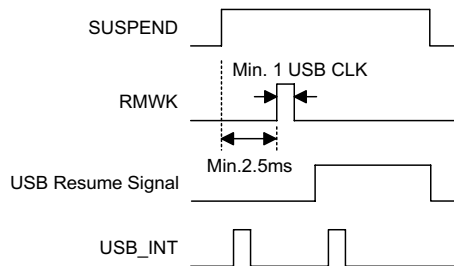 SUSPEND
Min. 1 USB CLK
RMWK
Min.2.5ms
USB Resume Signal
USB_INT